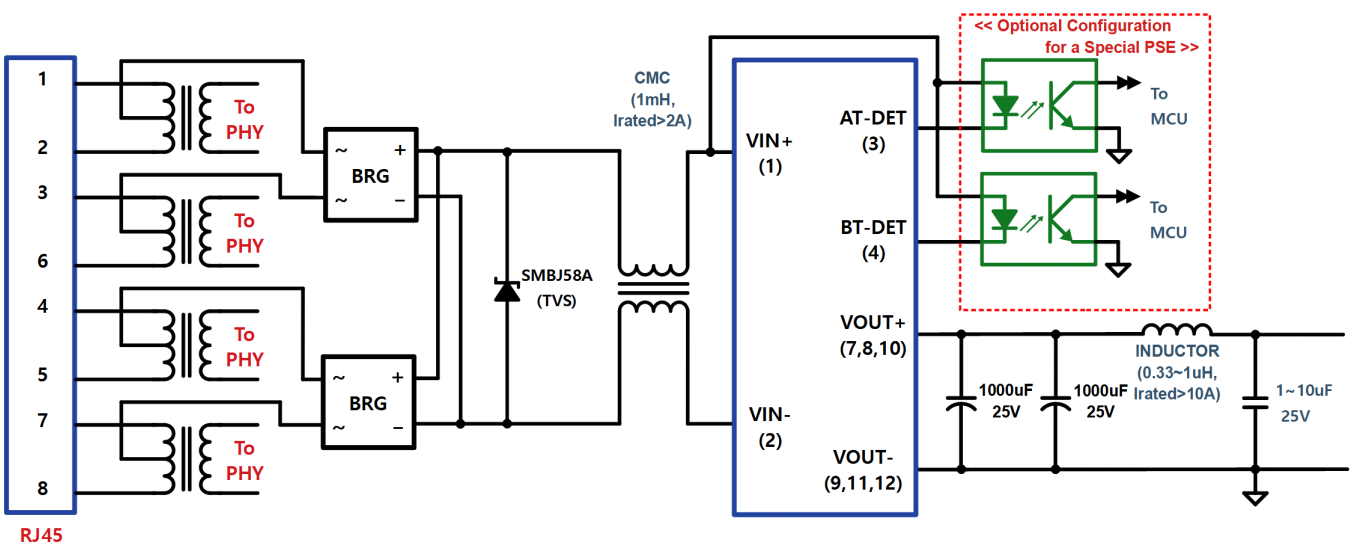 << Optional Configuration
for a Special PSE >>
1
2
3
6
4
5
7
8
RJ45
To
PHY
To
PHY
To
PHY
To
PHY
~
~
+
−
BRG
~
~
+
−
BRG
SMBJ58A
(TVS)
CMC
(1mH,
Irated>2A)
VIN+
(1)
VIN-
(2)
AT-DET
(3)
BT-DET
(4)
VOUT+
(7,8,10)
VOUT-
(9,11,12)
To
MCU
To
MCU
1000uF
25V
1000uF
25V
INDUCTOR
(0.33~1uH,
Irated>10A)
1~10uF
25V